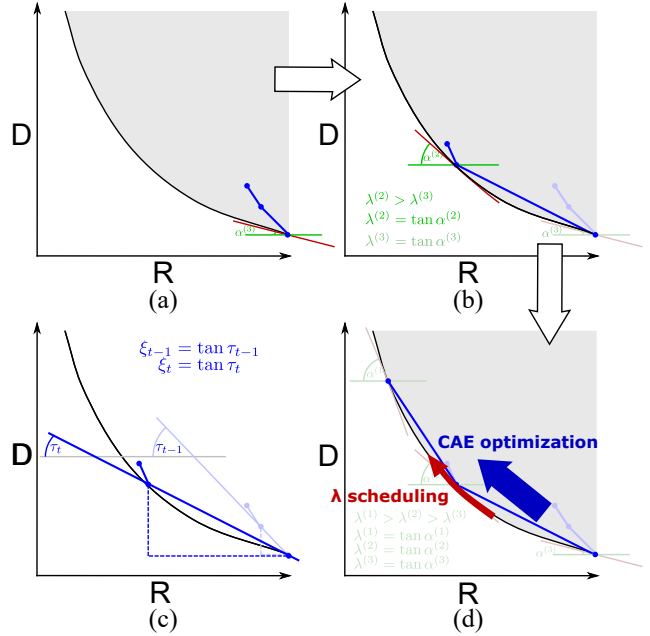 D
α⁽³⁾
R
(a)
D
α⁽²⁾
λ⁽²⁾ > λ⁽³⁾
λ⁽²⁾ = tan α⁽²⁾
λ⁽³⁾ = tan α⁽³⁾
α⁽³⁾
R
(b)
ξₜ₋₁ = tan τₜ₋₁
ξₜ = tan τₜ
τₜ
τₜ₋₁
D
R
(c)
CAE optimization
D
λ scheduling
λ⁽¹⁾ > λ⁽²⁾ > λ⁽³⁾
λ⁽¹⁾ = tan α⁽¹⁾
λ⁽²⁾ = tan α⁽²⁾
λ⁽³⁾ = tan α⁽³⁾
α⁽³⁾
R
(d)